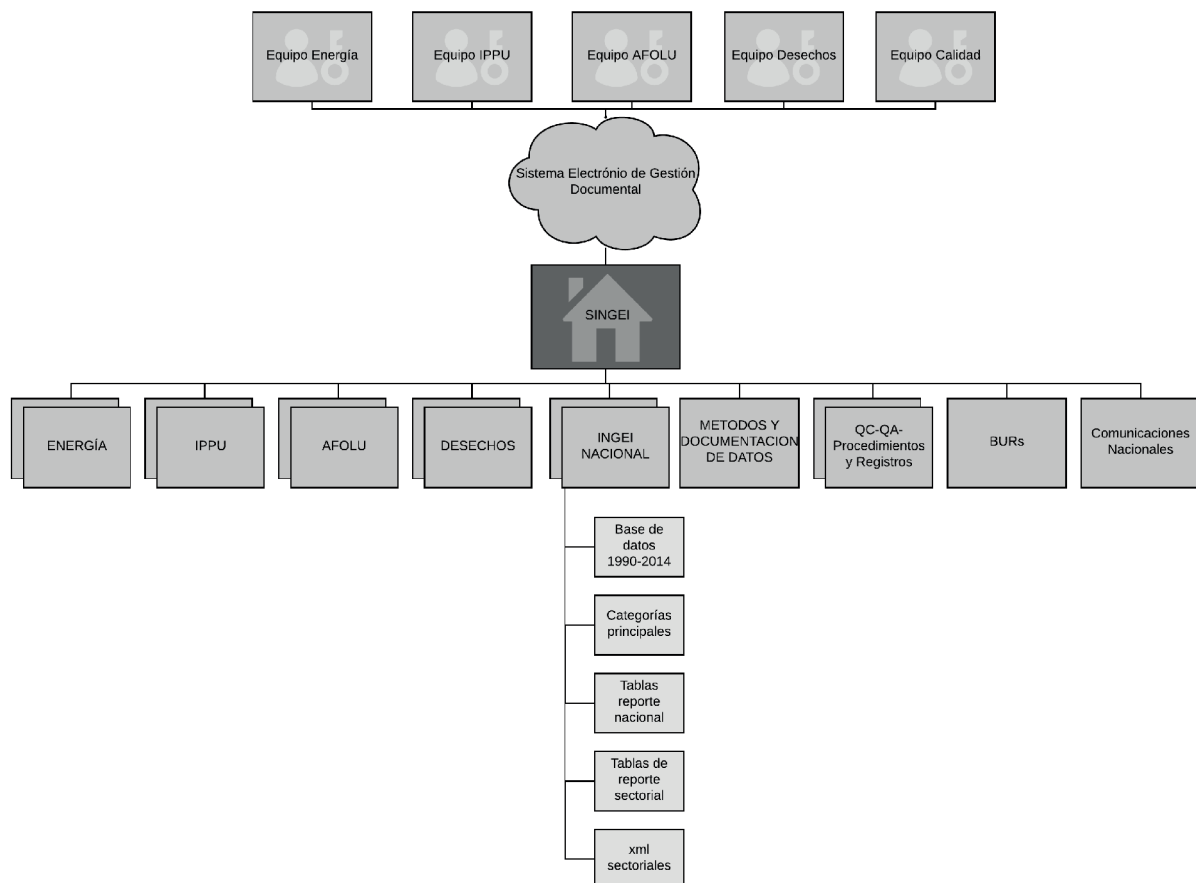 Equipo Energía
Equipo IPPU
Equipo AFOLU
Equipo Desechos
Equipo Calidad
Sistema Electrónio de Gestión
Documental
SINGEI
ENERGÍA
IPPU
AFOLU
DESECHOS
INGEI
NACIONAL
METODOS Y
DOCUMENTACION
DE DATOS
QC-QA-
Procedimientos
y Registros
BURs
Comunicaciones
Nacionales
Base de
datos
1990-2014
Categorías
principales
Tablas
reporte
nacional
Tablas de
reporte
sectorial
xml
sectoriales